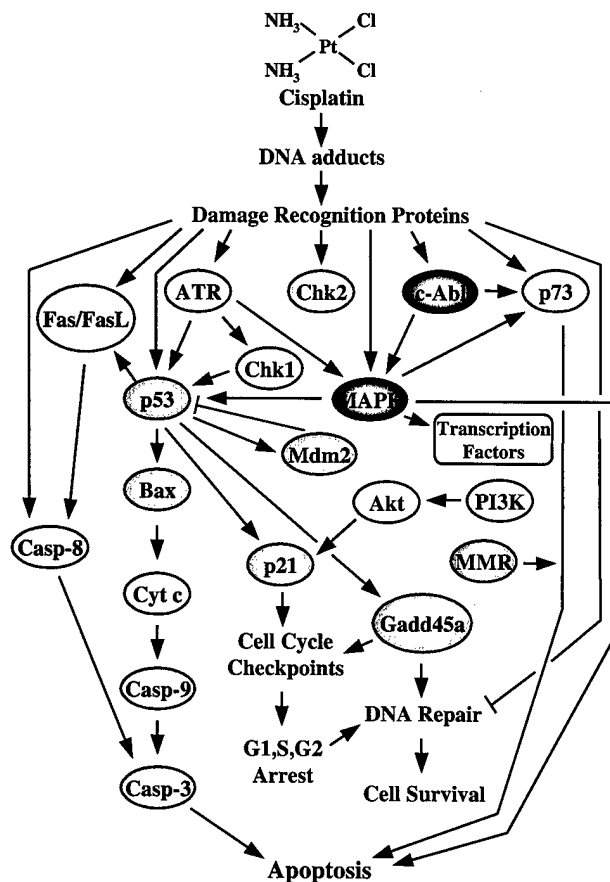 NH3 Cl
Pt
NH3 Cl
Cisplatin
DNA adducts
Damage Recognition Proteins
Fas/FasL
ATR
Chk2
c-Abl
p73
Chk1
p53
MAPK
Mdm2
Transcription
Factors
Bax
Akt
PI3K
Casp-8
p21
MMR
Cyt c
Gadd45a
Cell Cycle
Checkpoints
Casp-9
DNA Repair
G1,S,G2
Arrest
Casp-3
Cell Survival
Apoptosis